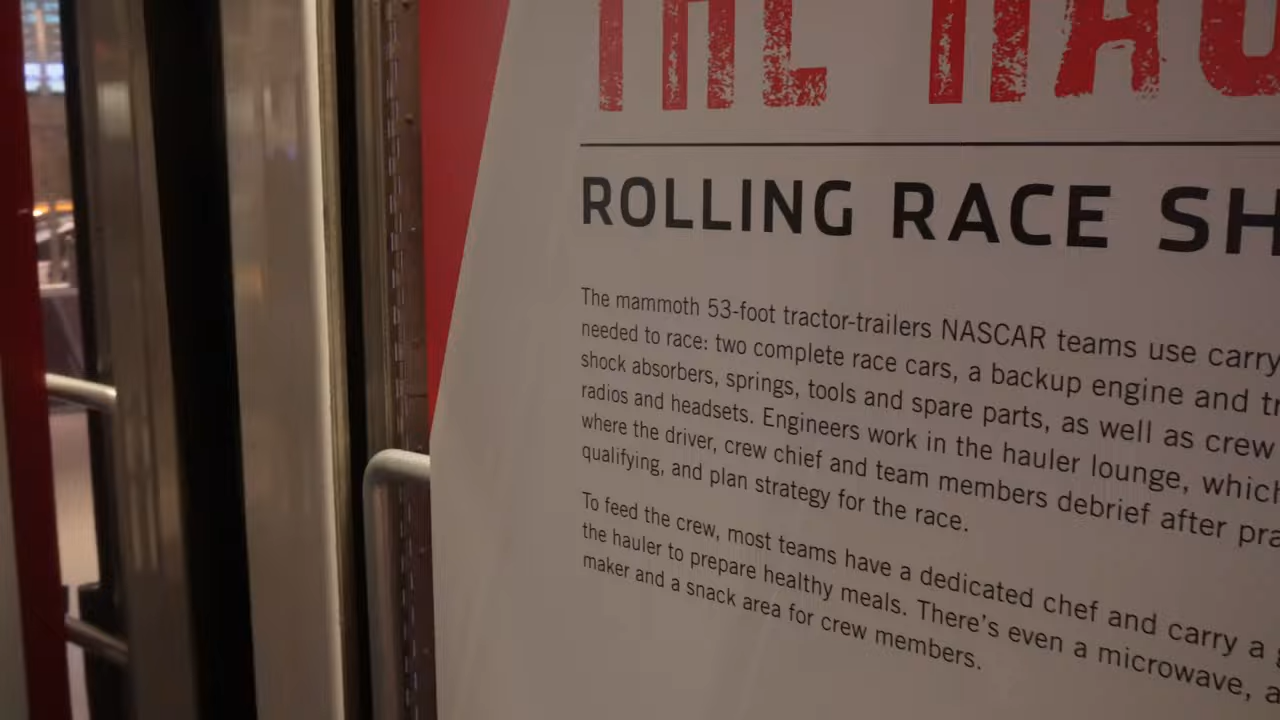 THE HAU
ROLLING RACE SH
The mammoth 53-foot tractor-trailers NASCAR teams use carry
needed to race: two complete race cars, a backup engine and tr
shock absorbers, springs, tools and spare parts, as well as crew
radios and headsets. Engineers work in the hauler lounge, which
where the driver, crew chief and team members debrief after pra
qualifying, and plan strategy for the race.
To feed the crew, most teams have a dedicated chef and carry a g
the hauler to prepare healthy meals. There's even a microwave, a
maker and a snack area for crew members.